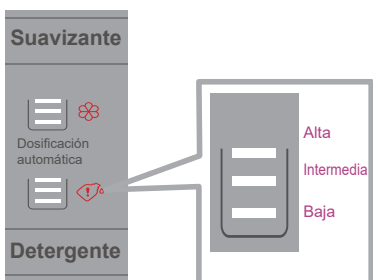 Suavizante
Dosificación
automática
Detergente
Alta
Intermedia
Baja